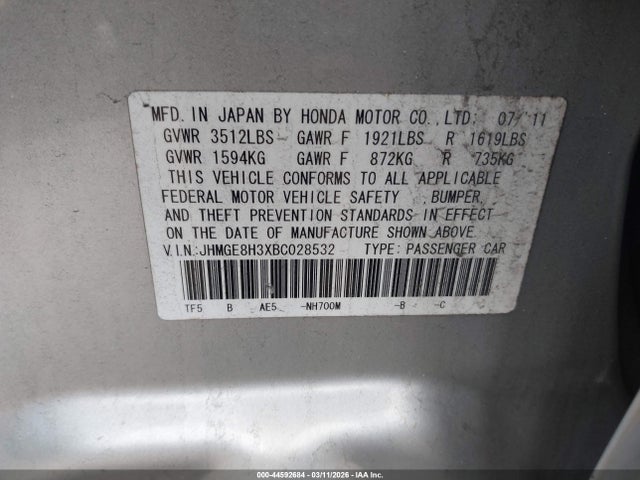 MFD. IN JAPAN BY HONDA MOTOR CO., LTD: 07/11
GVWR 3512LBS GAWR F 1921LBS R 1619LBS
GVWR 1594KG GAWR F 872KG R 735KG
THIS VEHICLE CONFORMS TO ALL APPLICABLE
FEDERAL MOTOR VEHICLE SAFETY , BUMPER,
AND THEFT PREVENTION STANDARDS IN EFFECT
ON THE DATE OF MANUFACTURE SHOWN ABOVE.
V.I.N.:JHMGE8H3XBC028532 TYPE: PASSENGER CAR
TF5 B AE5 -NH700M -B -C
000-44592684 | 03/11/2026 | IAA Inc.